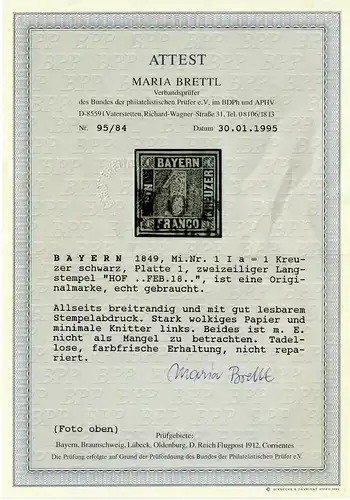 ATTEST
MARIA BRETTL
Verbandsprüfer
des Bundes der philatelistischen Prüfer e.V. im BDPh und APHV
D-85591 Vaterstetten, Richard-Wagner-Straße 31, Tel. 08106/1813
Nr. 95/84 Datum 30.01.1995
BAYERN
KREUZER
FRANCO
BAYERN 1849, Mi.Nr. 1 I a = 1 Kreu-
zer schwarz, Platte 1, zweizeiliger Lang-
stempel "HOF ..FEB.18..", ist eine Origi-
nalmarke, echt gebraucht.
Allseits breitrandig und mit gut lesbarem
Stempelabdruck. Stark wolkiges Papier und
minimale Knitter links. Beides ist m. E.
nicht als Mangel zu betrachten. Tadel-
lose, farbfrische Erhaltung, nicht repa-
riert.
Maria Brettl
(Foto oben)
Prüfgebiete:
Bayern, Braunschweig, Lübeck, Oldenburg, D. Reich Flugpost 1912, Corrientes
Die Prüfung erfolgte auf Grund der Prüfordnung des Bundes der Philatelistischen Prüfer e.V.